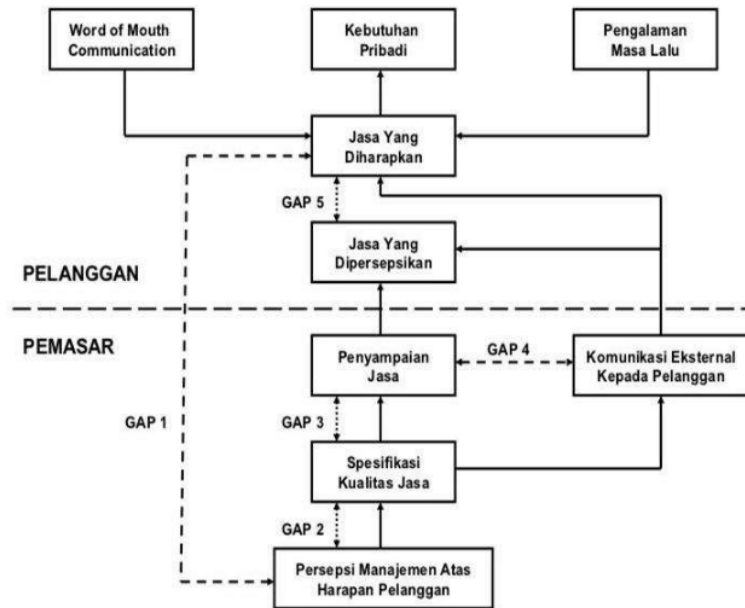 Word of Mouth
Communication
Kebutuhan
Pribadi
Pengalaman
Masa Lalu
Jasa Yang
Diharapkan
GAP 5
Jasa Yang
Dipersepsikan
PELANGGAN
PEMASAR
Penyampaian
Jasa
GAP 4
Komunikasi Eksternal
Kepada Pelanggan
GAP 1
GAP 3
Spesifikasi
Kualitas Jasa
GAP 2
Persepsi Manajemen Atas
Harapan Pelanggan